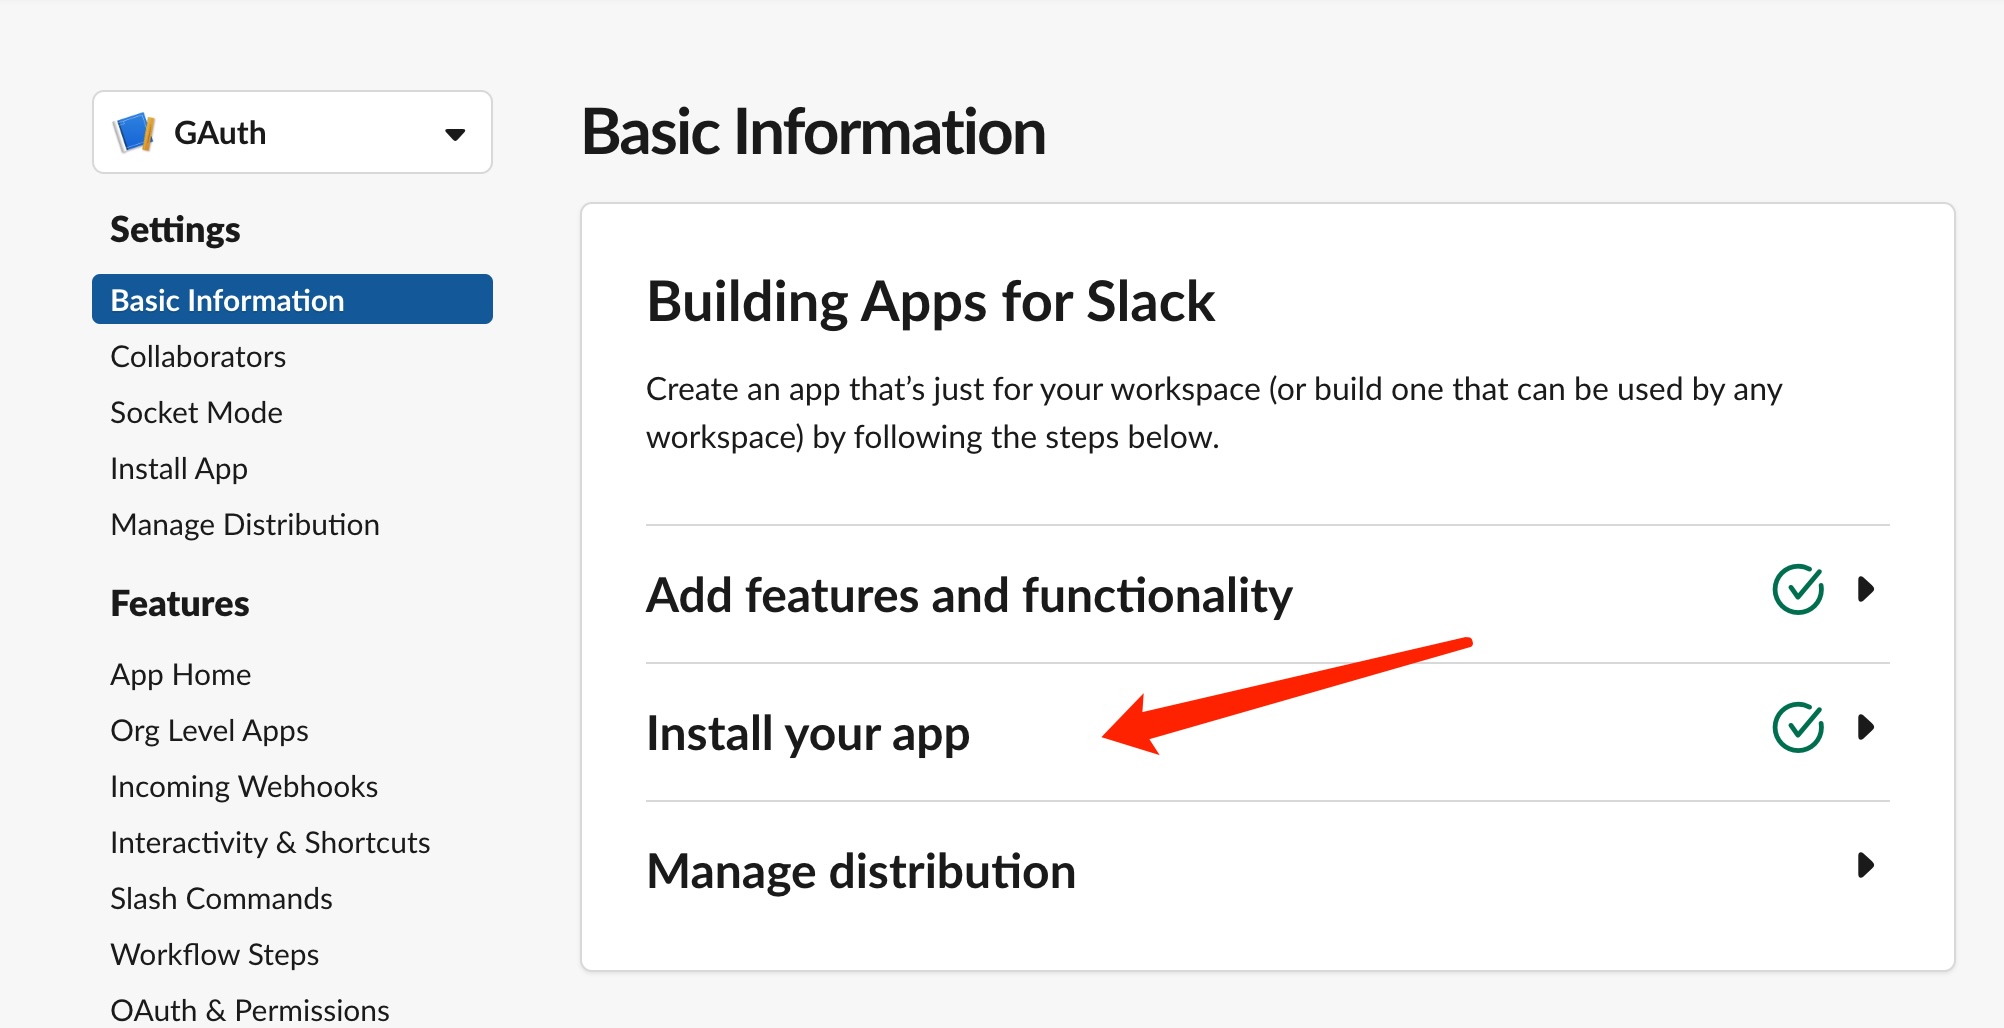 GAuth
Settings
Basic Information
Collaborators
Socket Mode
Install App
Manage Distribution
Features
App Home
Org Level Apps
Incoming Webhooks
Interactivity & Shortcuts
Slash Commands
Workflow Steps
OAuth & Permissions
Basic Information
Building Apps for Slack
Create an app that’s just for your workspace (or build one that can be used by any
workspace) by following the steps below.
Add features and functionality
Install your app
Manage distribution